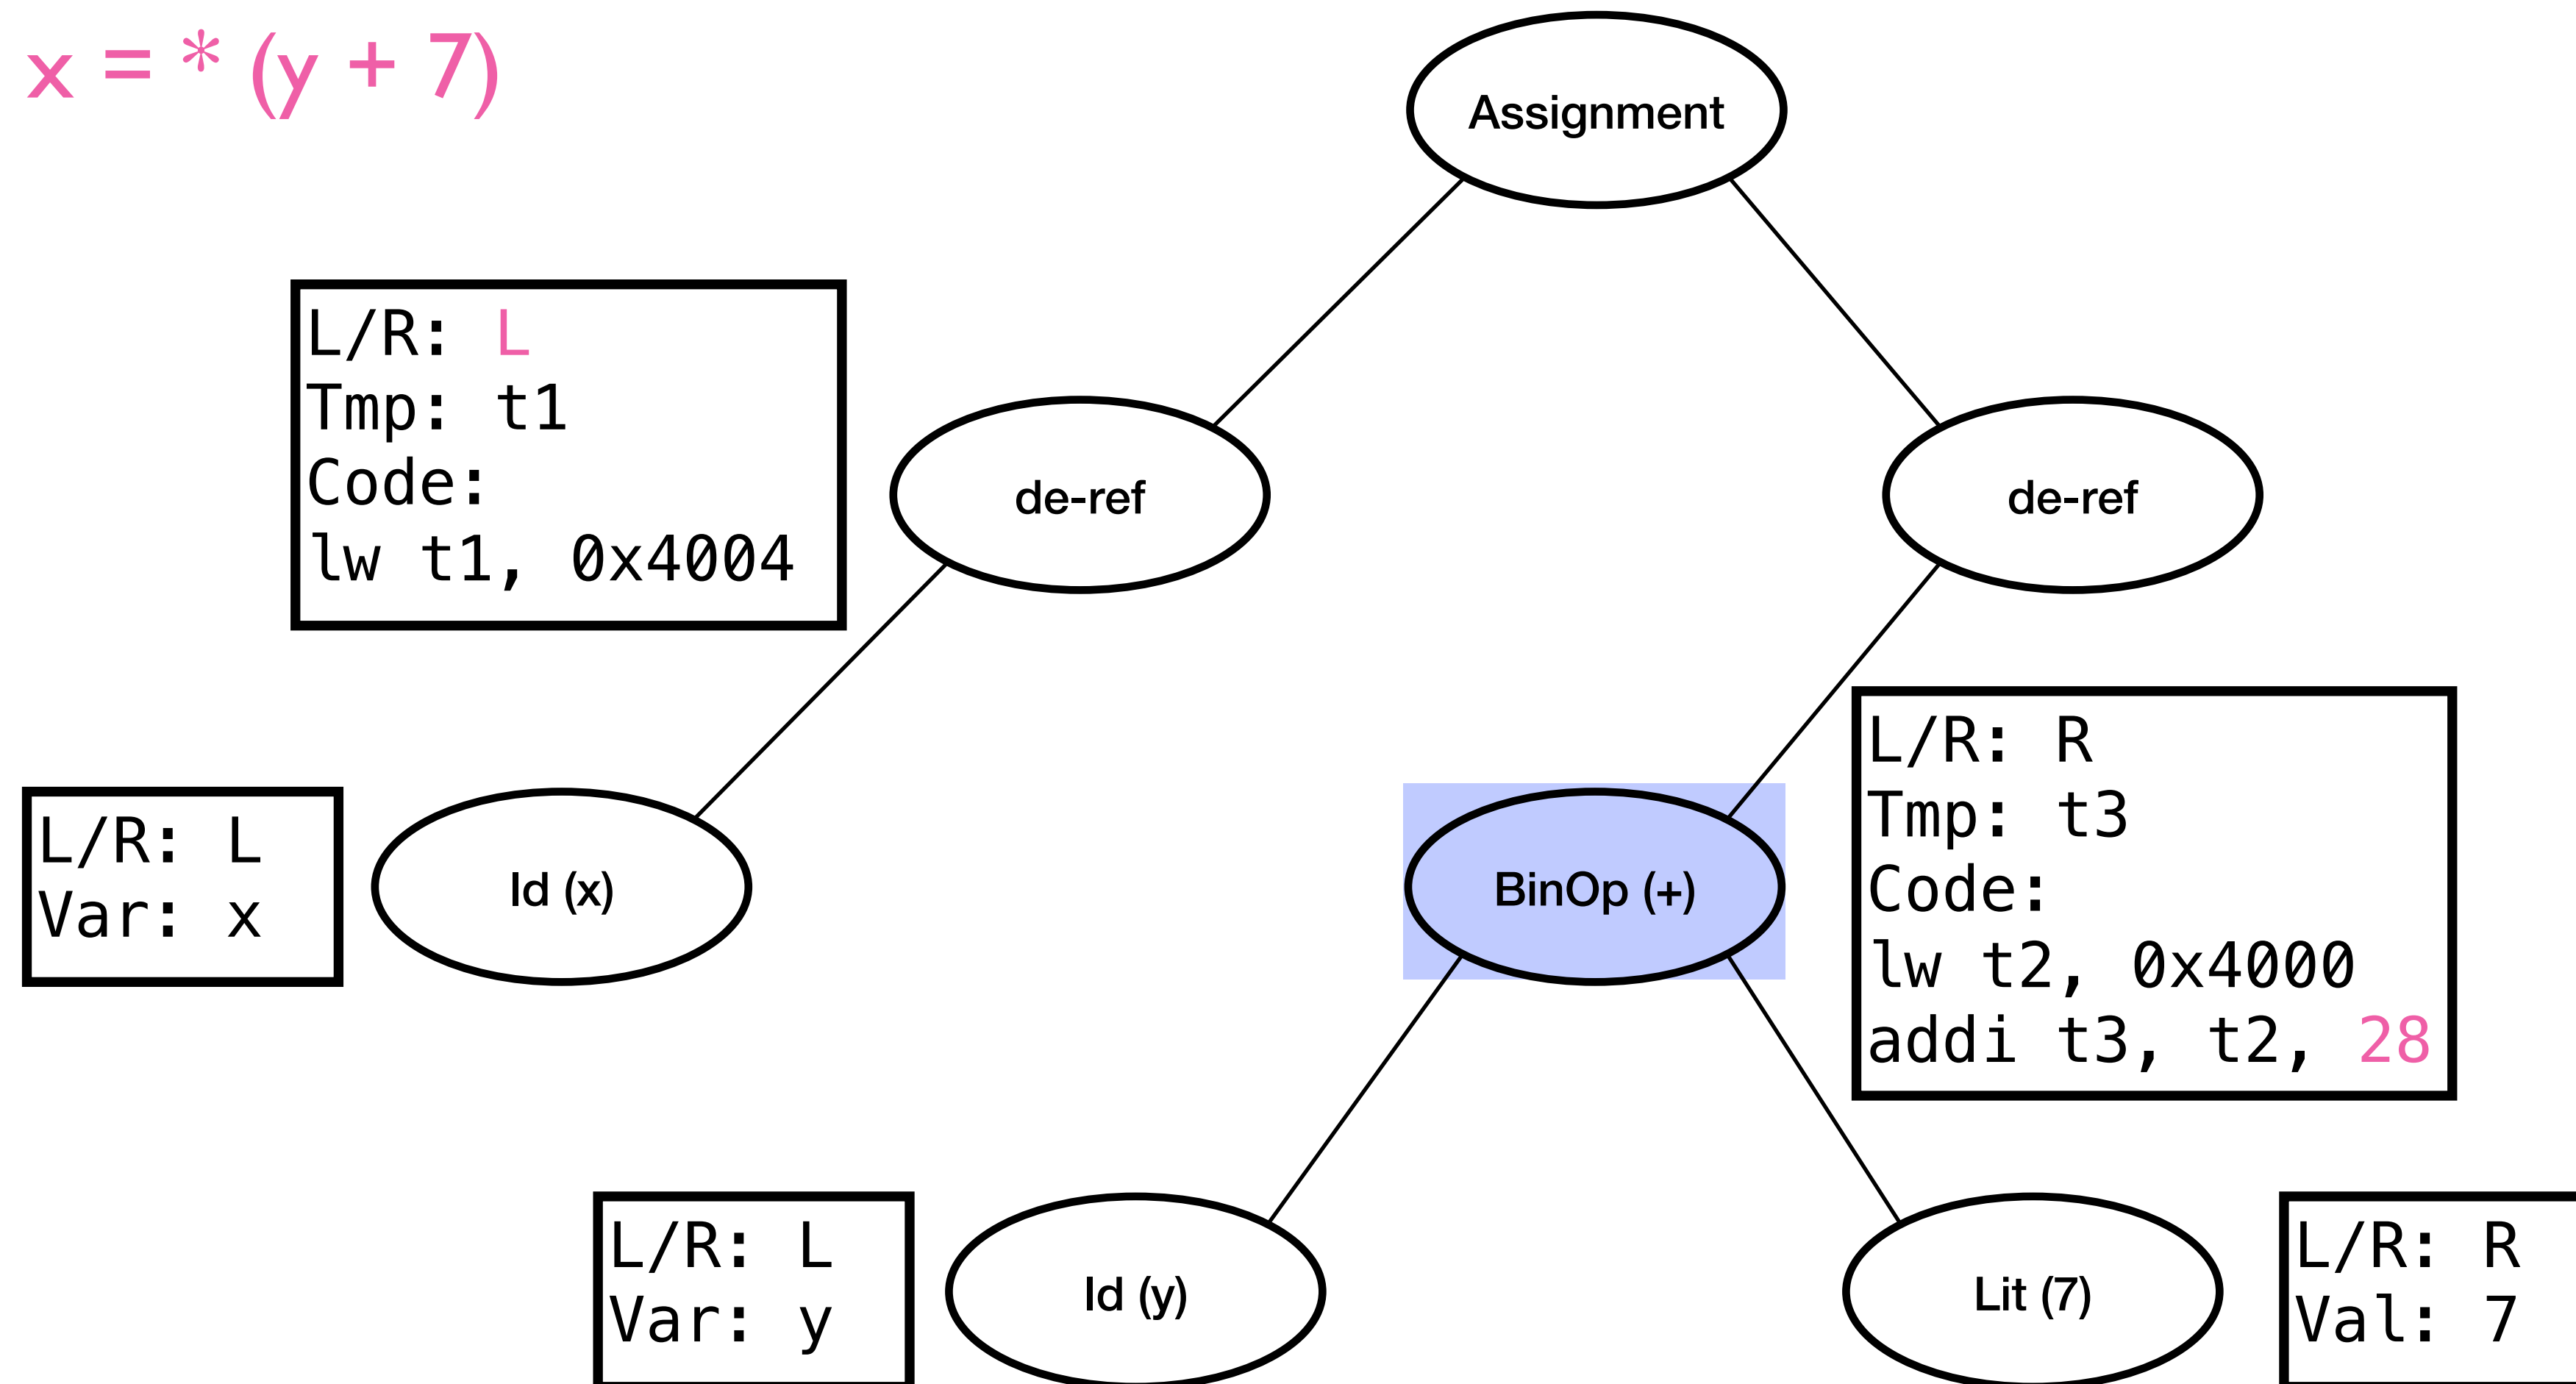 x = * (y + 7)
Assignment
L/R: L
Tmp: t1
Code:
lw t1, 0x4004
de-ref
de-ref
L/R: R
Tmp: t3
Code:
lw t2, 0x4000
addi t3, t2, 28
L/R: L
Var: x
Id (x)
BinOp (+)
L/R: L
Var: y
Id (y)
Lit (7)
L/R: R
Val: 7